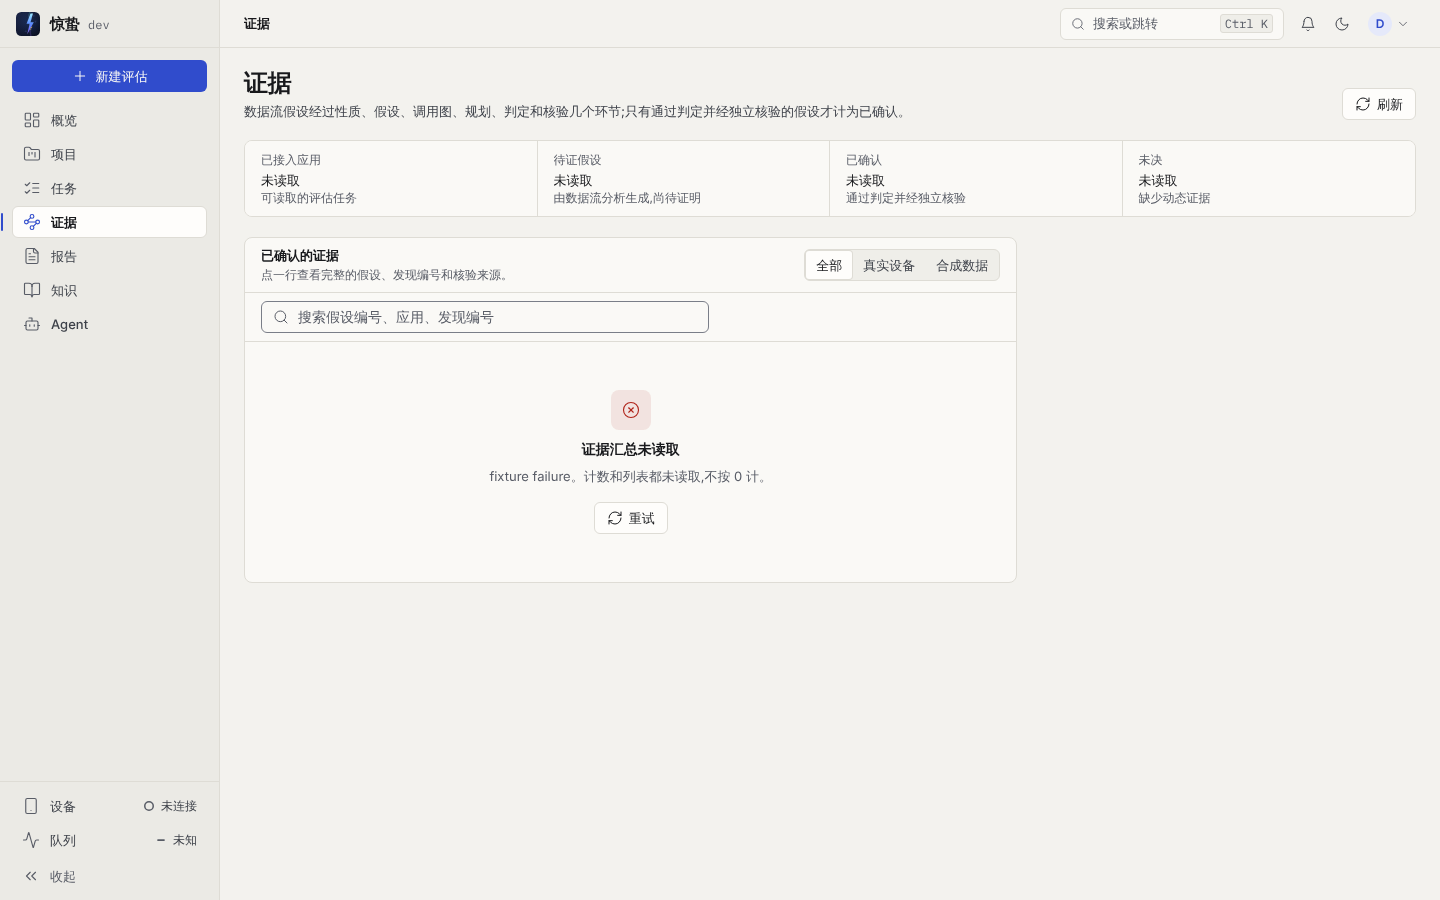 惊蛰 dev
证据
搜索或跳转 Ctrl K
D
新建评估
概览
项目
任务
证据
报告
知识
Agent
设备 未连接
队列 未知
收起
证据
数据流假设经过性质、假设、调用图、规划、判定和核验几个环节;只有通过判定并经独立核验的假设才计为已确认。
刷新
已接入应用
未读取
可读取的评估任务
待证假设
未读取
由数据流分析生成,尚待证明
已确认
未读取
通过判定并经独立核验
未决
未读取
缺少动态证据
已确认的证据
点一行查看完整的假设、发现编号和核验来源。
全部 真实设备 合成数据
搜索假设编号、应用、发现编号
证据汇总未读取
fixture failure。计数和列表都未读取,不按 0 计。
重试